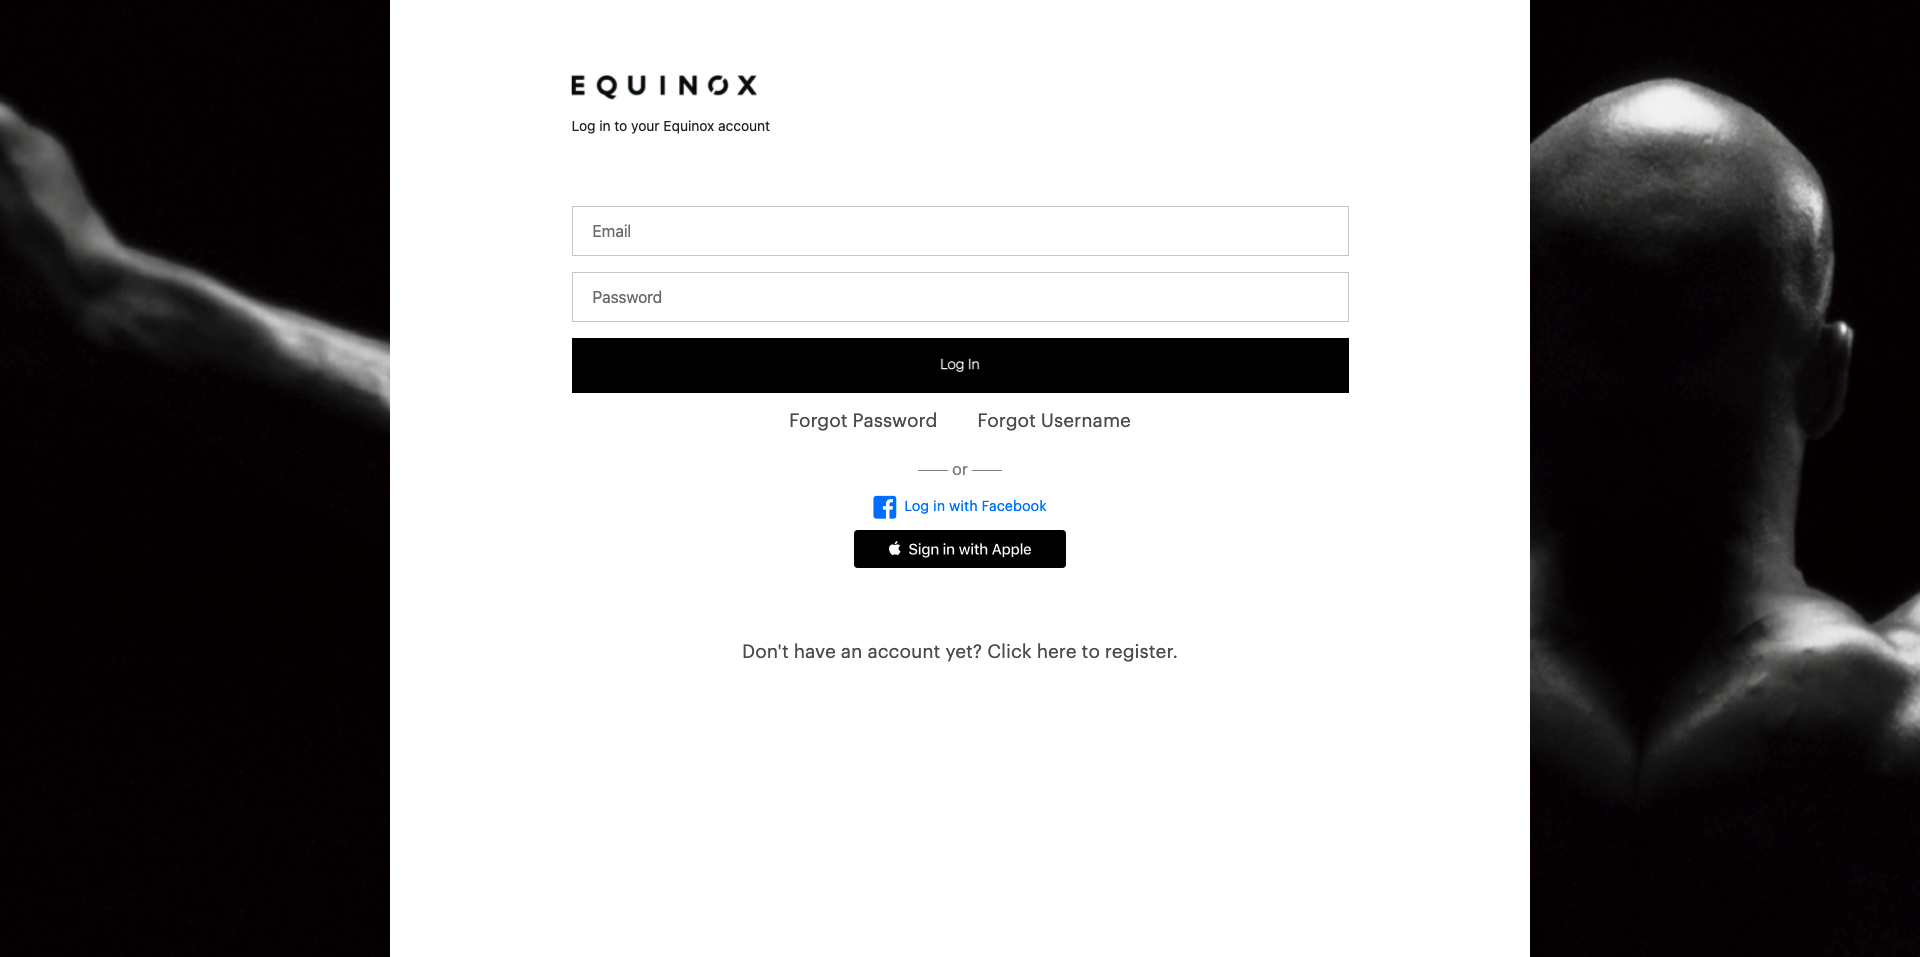 EQUINOX
Log in to your Equinox account
Email
Password
Log In
Forgot Password Forgot Username
or
Log in with Facebook
Sign in with Apple
Don't have an account yet? Click here to register.